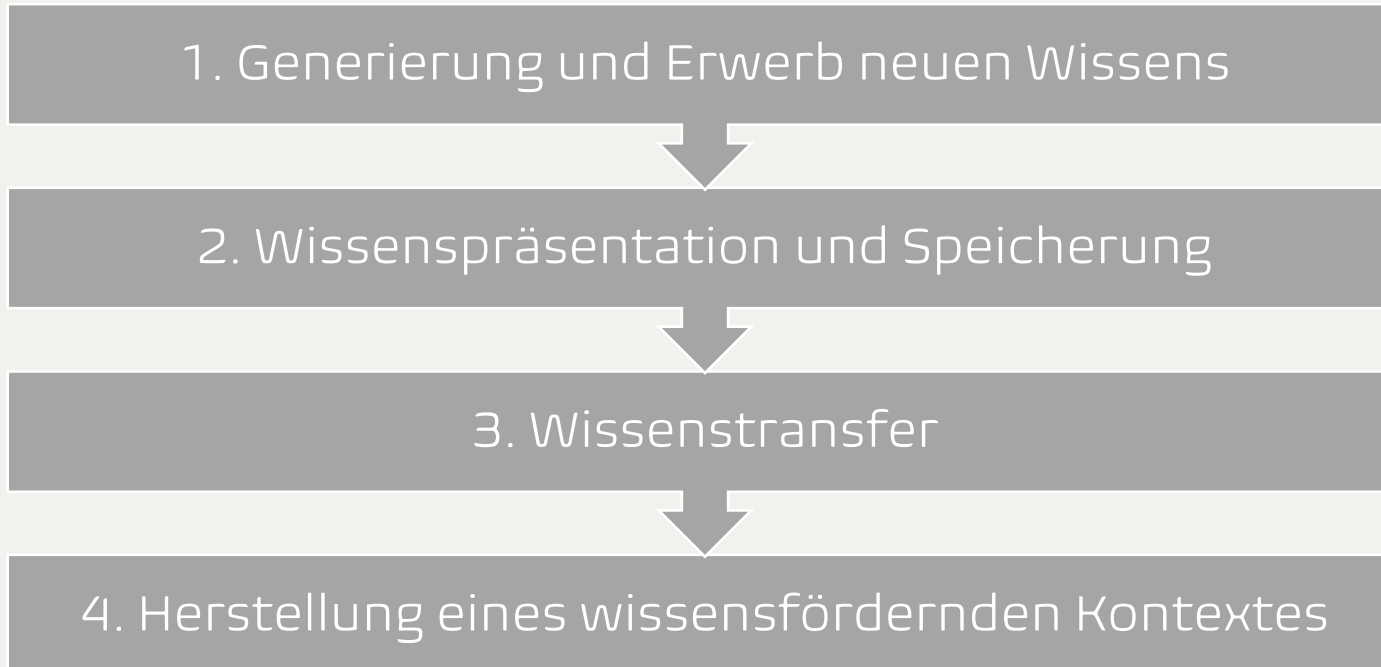 1. Generierung und Erwerb neuen Wissens
2. Wissenspräsentation und Speicherung
3. Wissenstransfer
4. Herstellung eines wissensfördernden Kontextes